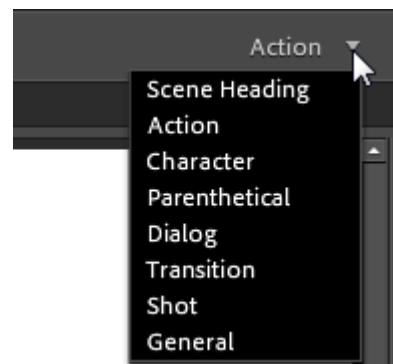 Action
Scene Heading
Action
Character
Parenthetical
Dialog
Transition
Shot
General